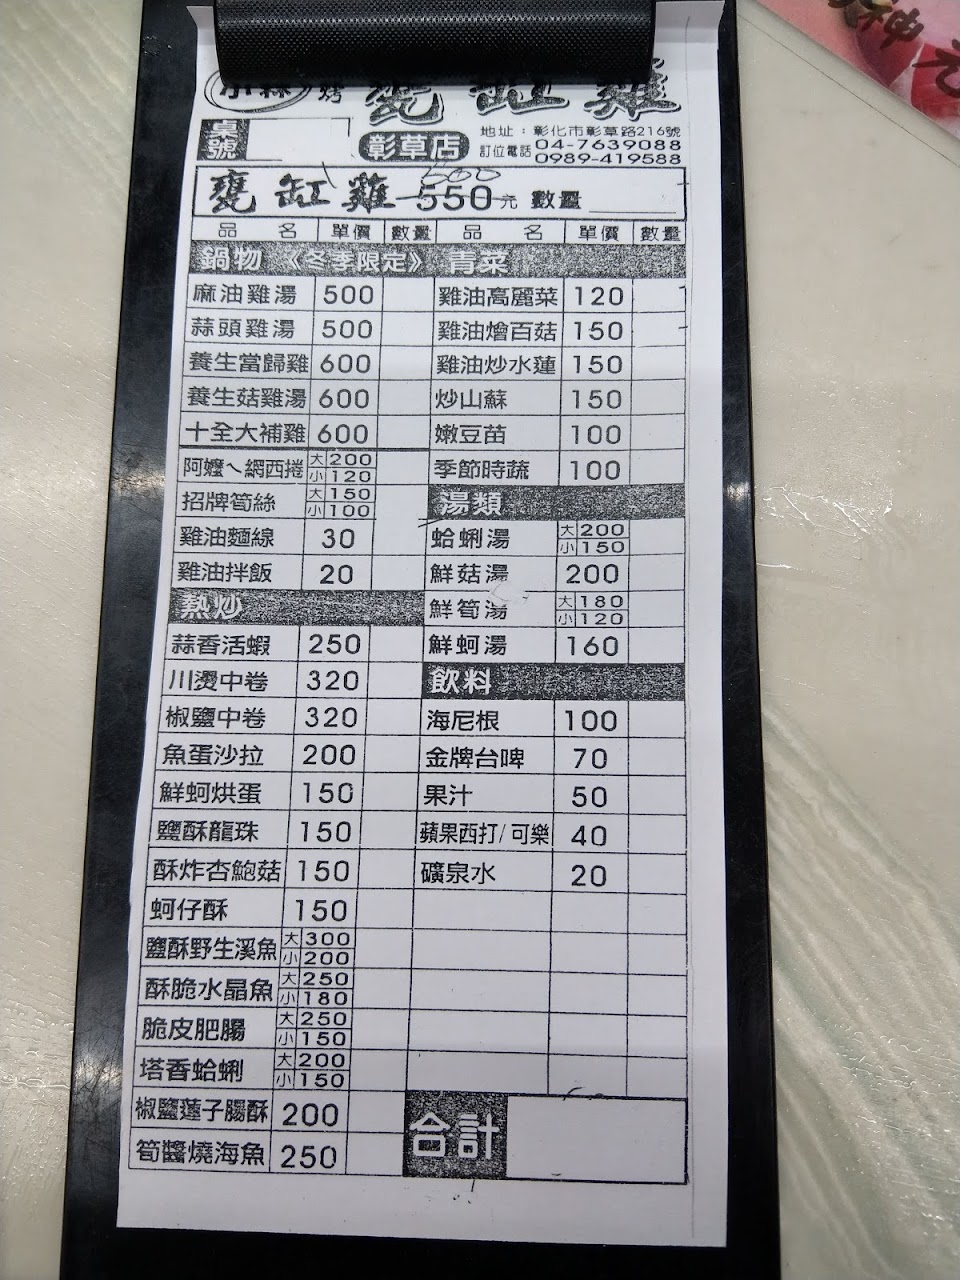 小林 烤 甕缸雞
桌號
彰草店
地址：彰化市彰草路216號
訂位電話 04-7639088
0989-419588
甕缸雞 550元 數量
品名 單價 數量 品名 單價 數量
鍋物 《冬季限定》 青菜
麻油雞湯 500 雞油高麗菜 120
蒜頭雞湯 500 雞油燴百菇 150
養生當歸雞 600 雞油炒水蓮 150
養生菇雞湯 600 炒山蘇 150
十全大補雞 600 嫩豆苗 100
阿嬤ㄟ網西捲 大200 小120 季節時蔬 100
招牌筍絲 大150 小100 湯類
雞油麵線 30 蛤蜊湯 大200 小150
雞油拌飯 20 鮮菇湯 200
熱炒 鮮筍湯 大180 小120
蒜香活蝦 250 鮮蚵湯 160
川燙中卷 320 飲料
椒鹽中卷 320 海尼根 100
魚蛋沙拉 200 金牌台啤 70
鮮蚵烘蛋 150 果汁 50
鹽酥龍珠 150 蘋果西打/可樂 40
酥炸杏鮑菇 150 礦泉水 20
蚵仔酥 150
鹽酥野生溪魚 大300 小200
酥脆水晶魚 大250 小180
脆皮肥腸 大250 小150
塔香蛤蜊 大200 小150
椒鹽蓮子腸酥 200 合計
筍醬燒海魚 250
神元